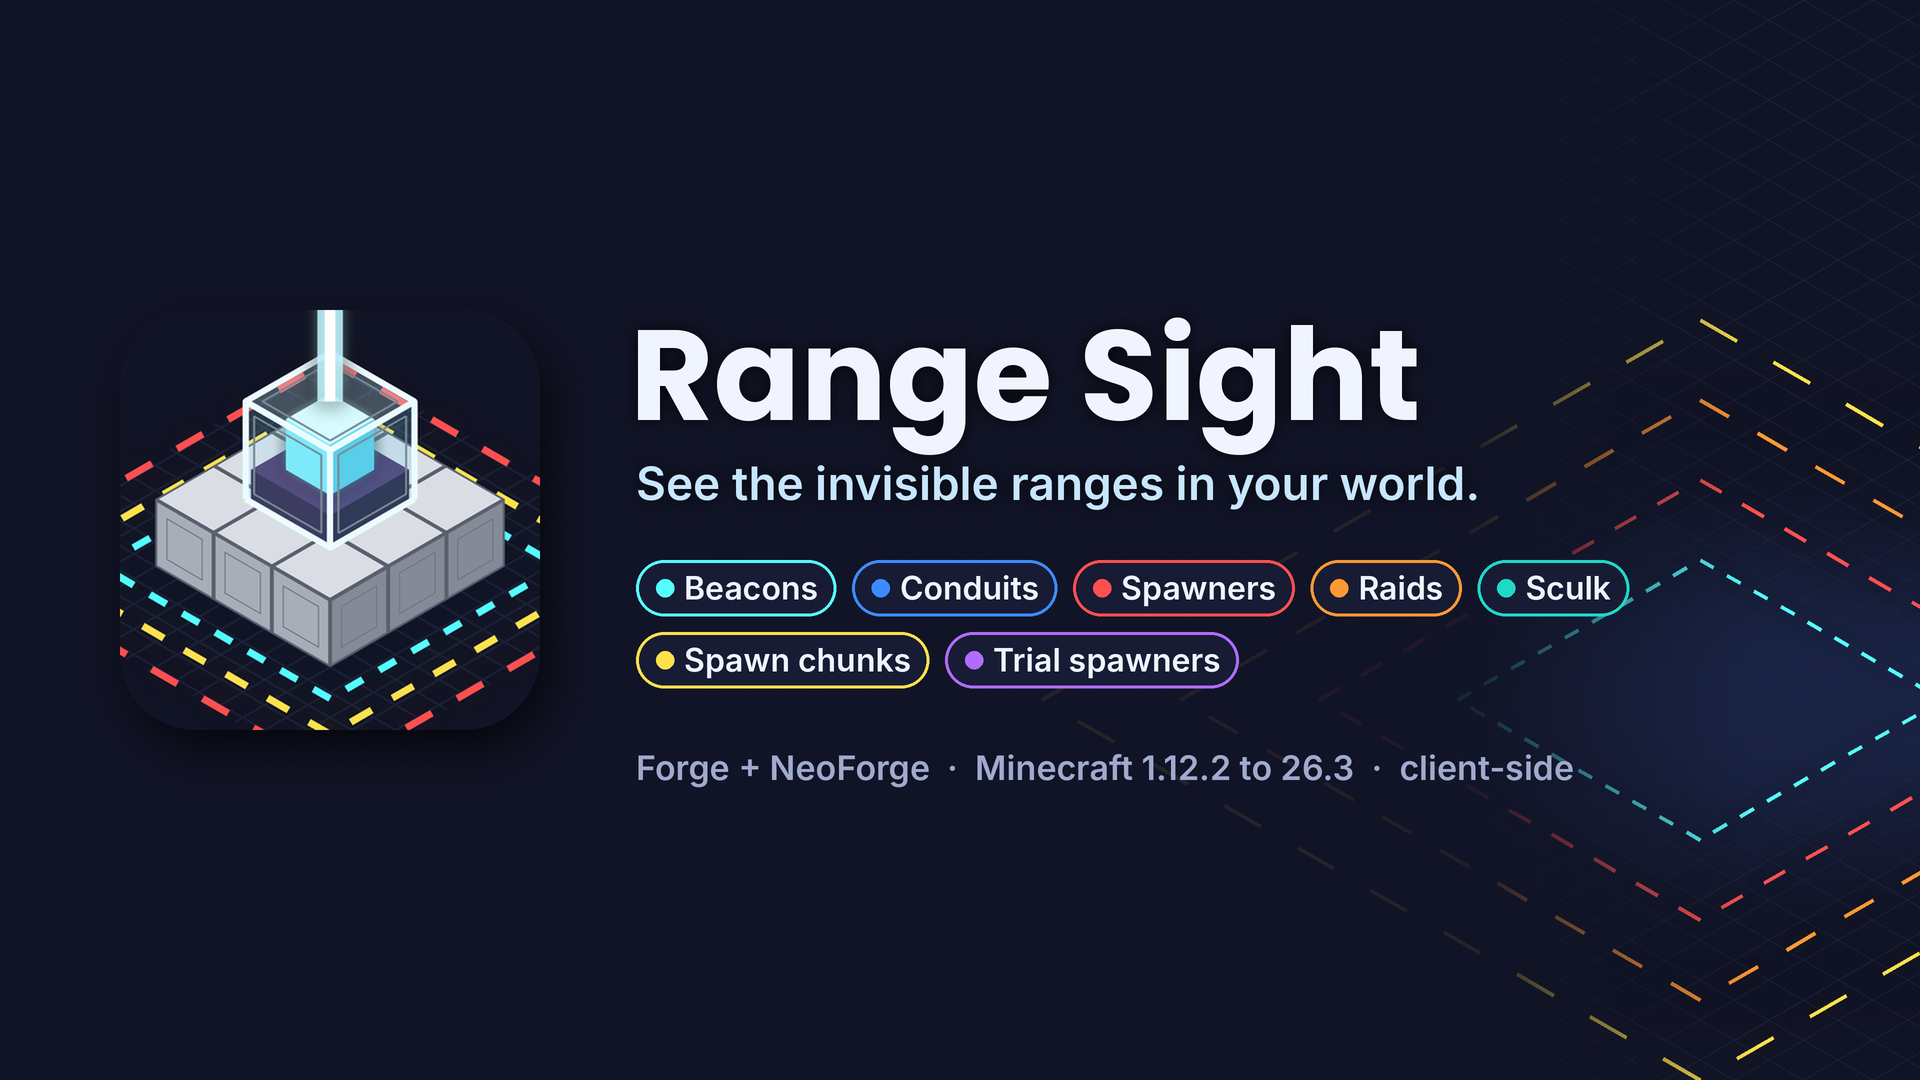 Range Sight
See the invisible ranges in your world.
Beacons Conduits Spawners Raids Sculk
Spawn chunks Trial spawners
Forge + NeoForge · Minecraft 1.12.2 to 26.3 · client-side